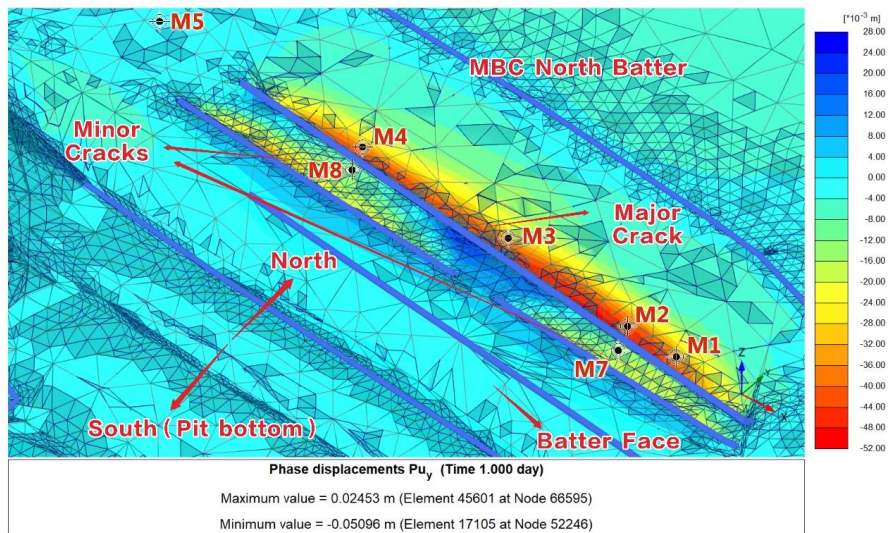 M5
MBC North Batter
Minor
Cracks
M4
M8
M3
Major
Crack
North
M2
M1
M7
South (Pit bottom)
Batter Face
Z
Y
X
[*10⁻³ m]
28.00
24.00
20.00
16.00
12.00
8.00
4.00
0.00
-4.00
-8.00
-12.00
-16.00
-20.00
-24.00
-28.00
-32.00
-36.00
-40.00
-44.00
-48.00
-52.00
Phase displacements Puy (Time 1.000 day)
Maximum value = 0.02453 m (Element 45601 at Node 66595)
Minimum value = -0.05096 m (Element 17105 at Node 52246)